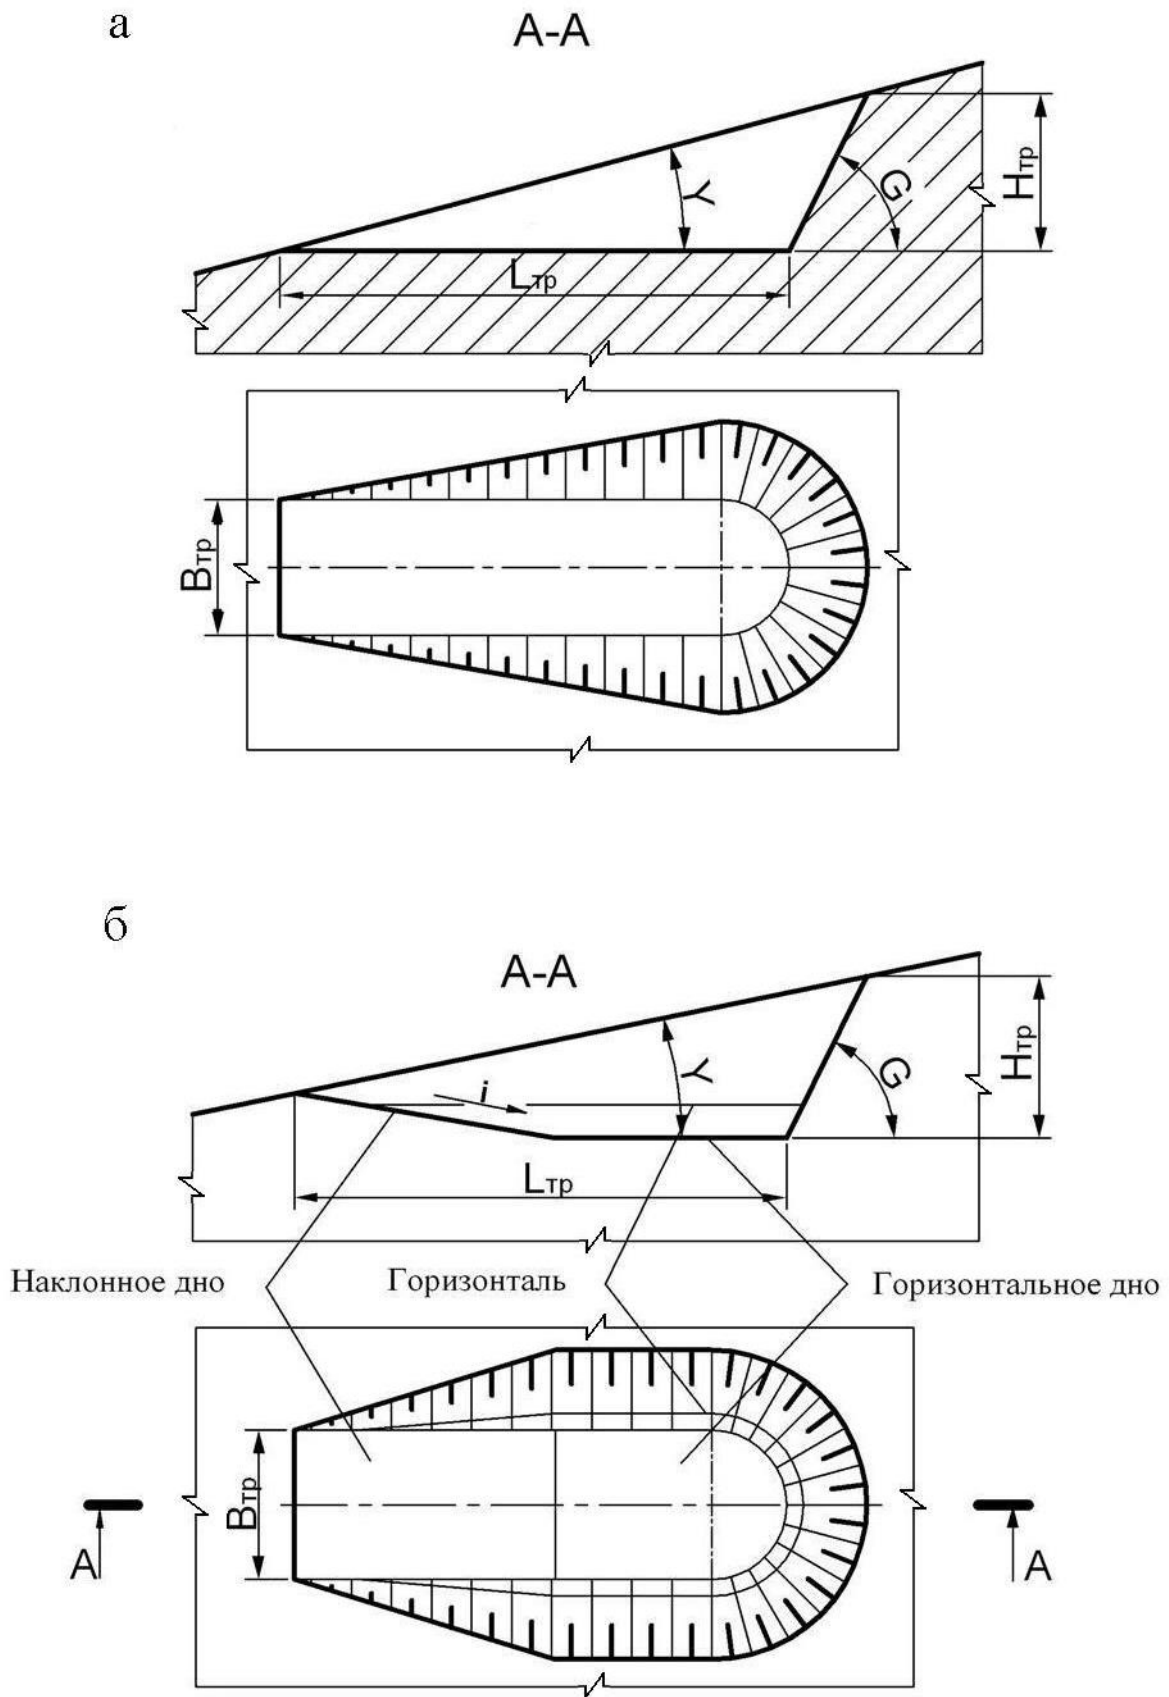 а
А-А
Y
G
Hтр
Lтр
Bтр
б
А-А
i
Y
G
Hтр
Lтр
Наклонное дно
Горизонталь
Горизонтальное дно
Bтр
А
А